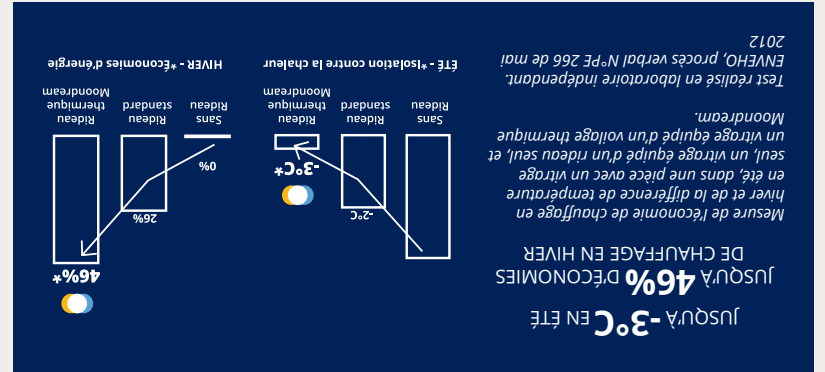 JUSQU'À -3°C EN ÉTÉ
JUSQU'À 46% D'ÉCONOMIES
DE CHAUFFAGE EN HIVER
Mesure de l'économie de chauffage en
hiver et de la différence de température
en été, dans une pièce avec un vitrage
seul, un vitrage équipé d'un rideau seul, et
un vitrage équipé d'un voilage thermique
Moondream.
Test réalisé en laboratoire indépendant.
ENVEHO, procès verbal N°PE 266 de mai
2012
-2°C
-3°C*
Sans
Rideau
Rideau
standard
Rideau
thermique
Moondream
ÉTÉ - *Isolation contre la chaleur
46%*
26%
0%
Sans
Rideau
Rideau
standard
Rideau
thermique
Moondream
HIVER - *Économies d'énergie